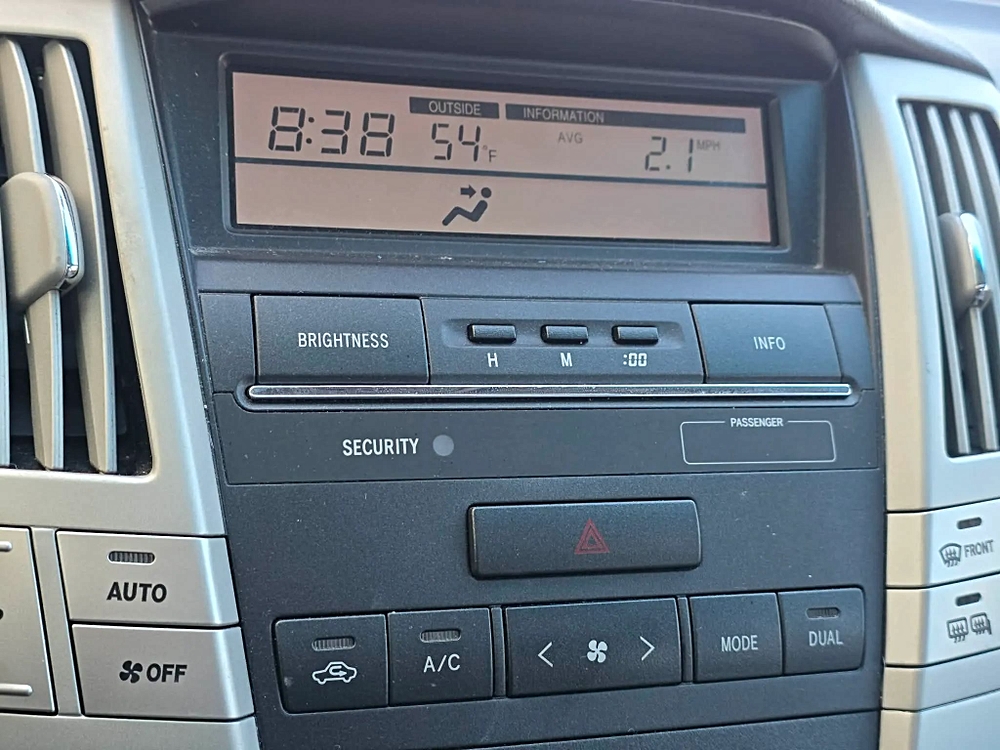 OUTSIDE INFORMATION
8:38 54°F AVG 2.1 MPH
BRIGHTNESS H M :00 INFO
SECURITY PASSENGER
AUTO
OFF
A/C MODE DUAL
FRONT